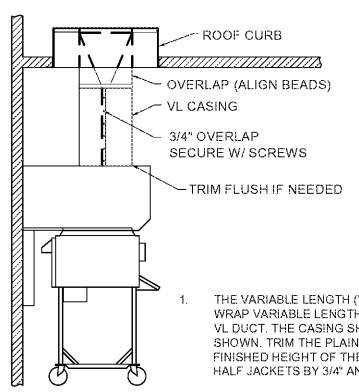 ROOF CURB
OVERLAP (ALIGN BEADS)
VL CASING
3/4" OVERLAP
SECURE W/ SCREWS
TRIM FLUSH IF NEEDED
1. THE VARIABLE LENGTH (
WRAP VARIABLE LENGTH
VL DUCT. THE CASING SH
SHOWN. TRIM THE PLAIN
FINISHED HEIGHT OF THE
HALF JACKETS BY 3/4" AN